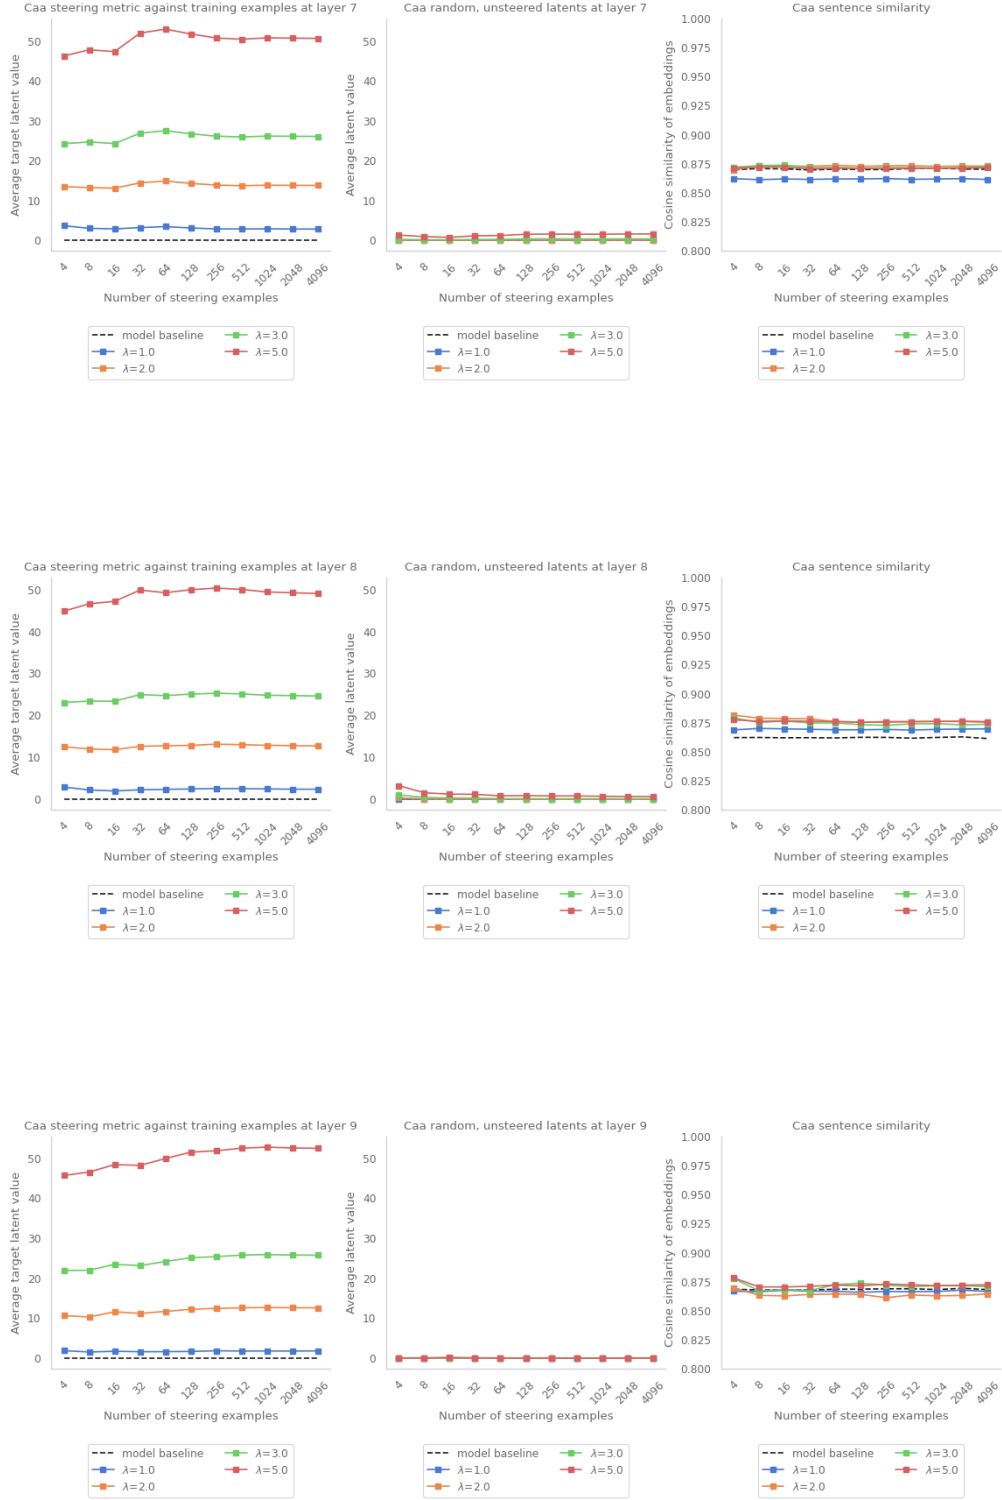 Caa steering metric against training examples at layer 7
Average target latent value
50
40
30
20
10
0
4 8 16 32 64 128 256 512 1024 2048 4096
Number of steering examples
model baseline
λ=1.0
λ=2.0
λ=3.0
λ=5.0
Caa random, unsteered latents at layer 7
Average latent value
50
40
30
20
10
0
4 8 16 32 64 128 256 512 1024 2048 4096
Number of steering examples
model baseline
λ=1.0
λ=2.0
λ=3.0
λ=5.0
Caa sentence similarity
Cosine similarity of embeddings
1.000
0.975
0.950
0.925
0.900
0.875
0.850
0.825
0.800
4 8 16 32 64 128 256 512 1024 2048 4096
Number of steering examples
model baseline
λ=1.0
λ=2.0
λ=3.0
λ=5.0
Caa steering metric against training examples at layer 8
Average target latent value
50
40
30
20
10
0
4 8 16 32 64 128 256 512 1024 2048 4096
Number of steering examples
model baseline
λ=1.0
λ=2.0
λ=3.0
λ=5.0
Caa random, unsteered latents at layer 8
Average latent value
50
40
30
20
10
0
4 8 16 32 64 128 256 512 1024 2048 4096
Number of steering examples
model baseline
λ=1.0
λ=2.0
λ=3.0
λ=5.0
Caa sentence similarity
Cosine similarity of embeddings
1.000
0.975
0.950
0.925
0.900
0.875
0.850
0.825
0.800
4 8 16 32 64 128 256 512 1024 2048 4096
Number of steering examples
model baseline
λ=1.0
λ=2.0
λ=3.0
λ=5.0
Caa steering metric against training examples at layer 9
Average target latent value
50
40
30
20
10
0
4 8 16 32 64 128 256 512 1024 2048 4096
Number of steering examples
model baseline
λ=1.0
λ=2.0
λ=3.0
λ=5.0
Caa random, unsteered latents at layer 9
Average latent value
50
40
30
20
10
0
4 8 16 32 64 128 256 512 1024 2048 4096
Number of steering examples
model baseline
λ=1.0
λ=2.0
λ=3.0
λ=5.0
Caa sentence similarity
Cosine similarity of embeddings
1.000
0.975
0.950
0.925
0.900
0.875
0.850
0.825
0.800
4 8 16 32 64 128 256 512 1024 2048 4096
Number of steering examples
model baseline
λ=1.0
λ=2.0
λ=3.0
λ=5.0